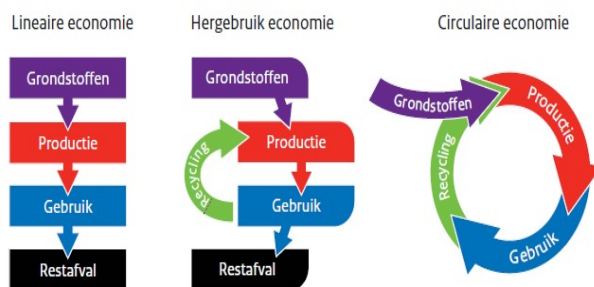 Lineaire economie
Grondstoffen
Productie
Gebruik
Restafval
Hergebruik economie
Grondstoffen
Productie
Recycling
Gebruik
Restafval
Circulaire economie
Grondstoffen
Productie
Recycling
Gebruik